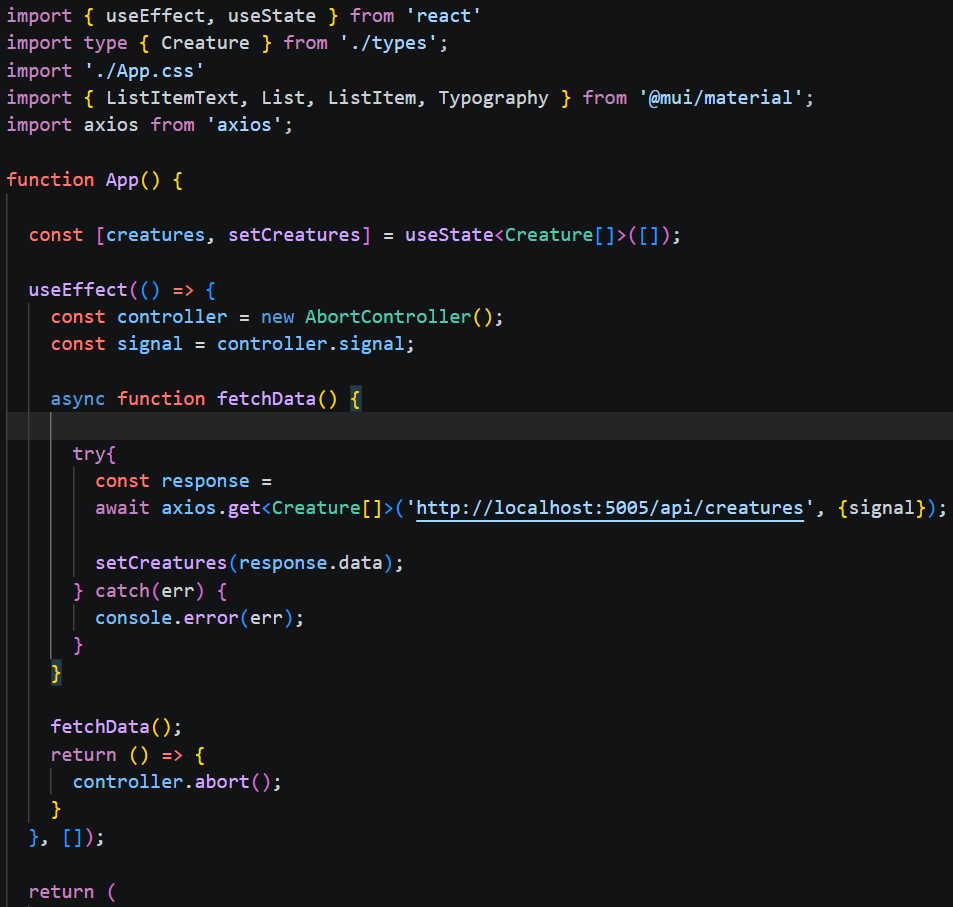 import { useEffect, useState } from 'react'
import type { Creature } from './types';
import './App.css'
import { ListItemText, List, ListItem, Typography } from '@mui/material';
import axios from 'axios';
function App() {
const [creatures, setCreatures] = useState<Creature[]>([]);
useEffect(() => {
const controller = new AbortController();
const signal = controller.signal;
async function fetchData() {
try{
const response =
await axios.get<Creature[]>('http://localhost:5005/api/creatures', {signal});
setCreatures(response.data);
} catch(err) {
console.error(err);
}
}
fetchData();
return () => {
controller.abort();
}
}, []);
return (